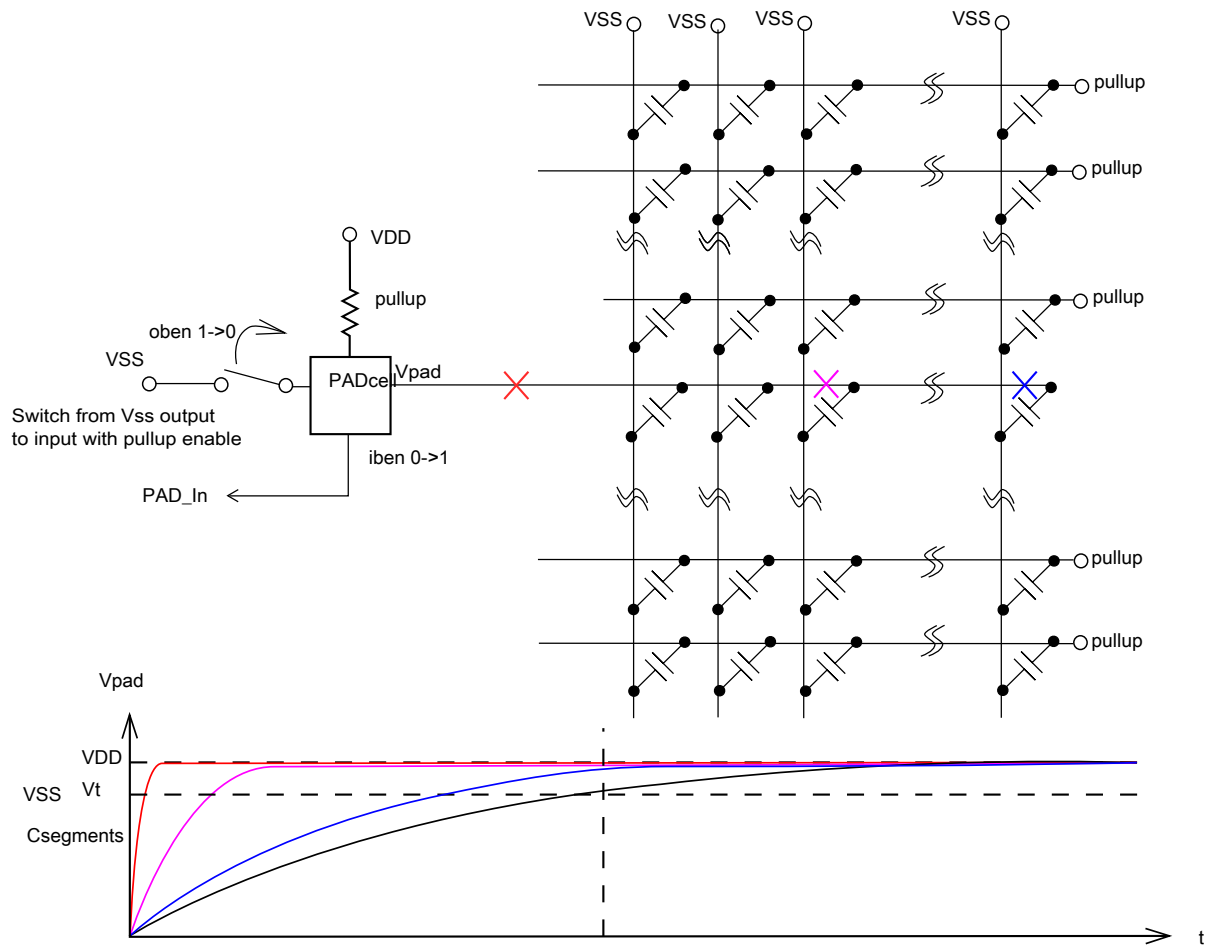 VSS
VSS
VSS
VSS
pullup
pullup
VDD
pullup
pullup
oben 1->0
VSS
PADcell
Vpad
Switch from Vss output
to input with pullup enable
iben 0->1
PAD_In
pullup
pullup
Vpad
VDD
VSS
Vt
Csegments
t